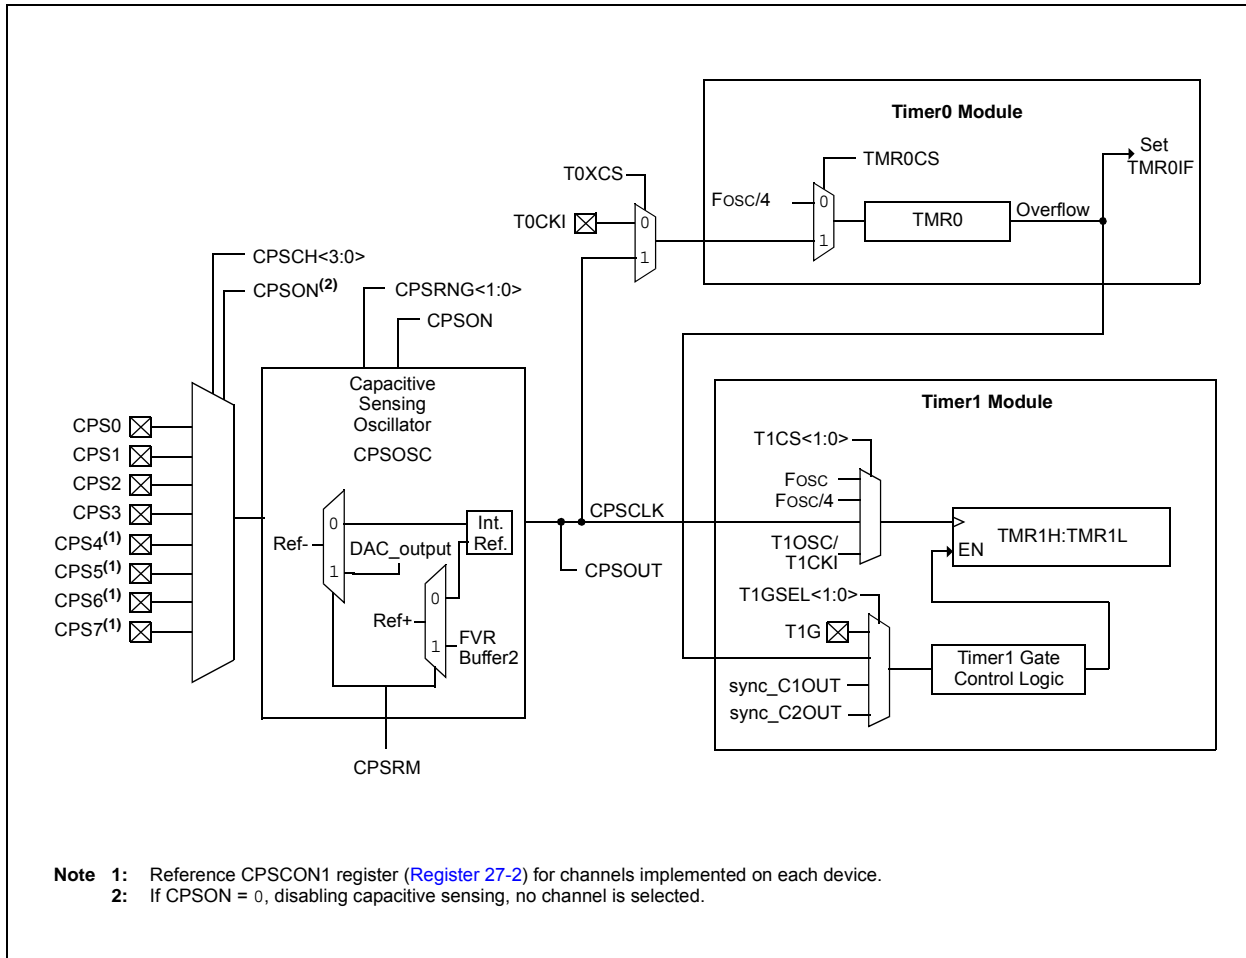 Timer0 Module
TMR0CS
Set
TMR0IF
T0XCS
FOSC/4
0
TMR0
Overflow
T0CKI
0
1
1
CPSCH<3:0>
CPSON(2)
CPSRNG<1:0>
CPSON
Capacitive
Sensing
Oscillator
CPSOSC
Timer1 Module
CPS0
CPS1
CPS2
CPS3
CPS4(1)
CPS5(1)
CPS6(1)
CPS7(1)
T1CS<1:0>
FOSC
FOSC/4
0
Int.
Ref.
Ref-
DAC_output
1
CPSCLK
CPSOUT
T1OSC/
T1CKI
EN
TMR1H:TMR1L
0
Ref+
1
FVR
Buffer2
T1GSEL<1:0>
T1G
sync_C1OUT
sync_C2OUT
Timer1 Gate
Control Logic
CPSRM
Note 1: Reference CPSCON1 register (Register 27-2) for channels implemented on each device.
2: If CPSON = 0, disabling capacitive sensing, no channel is selected.